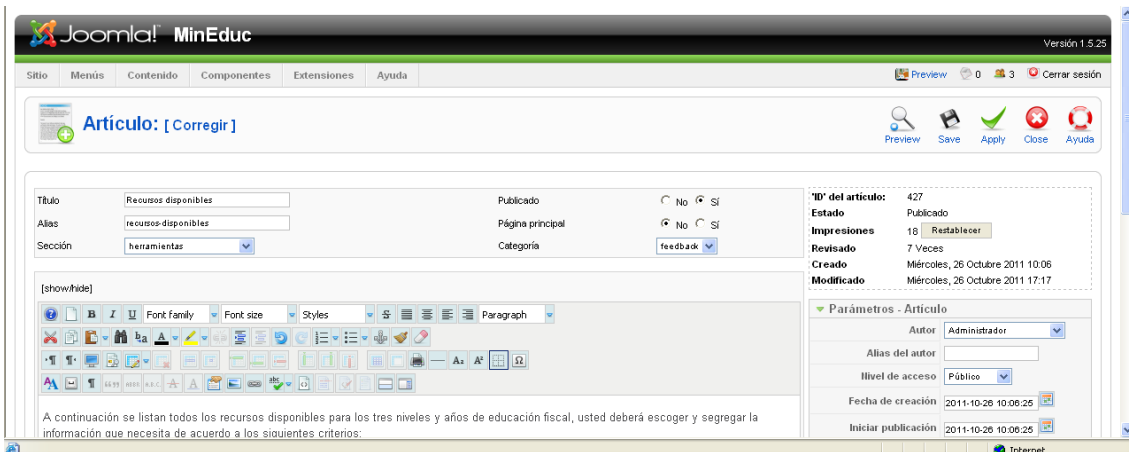 Joomla! MinEduc
Versión 1.5.25
Sitio Menús Contenido Componentes Extensiones Ayuda
Preview 0 3 Cerrar sesión
Artículo: [ Corregir ]
Preview Save Apply Close Ayuda
Título Recursos disponibles Publicado No Sí
Alias recursos-disponibles Página principal No Sí
Sección herramientas Categoría feedback
'ID' del artículo: 427
Estado Publicado
Impresiones 18 Restablecer
Revisado 7 Veces
Creado Miércoles, 26 Octubre 2011 10:06
Modificado Miércoles, 26 Octubre 2011 17:17
[show/hide]
B I U Font family Font size Styles Paragraph
A continuación se listan todos los recursos disponibles para los tres niveles y años de educación fiscal, usted deberá escoger y segregar la
información que necesita de acuerdo a los siguientes criterios:
Parámetros - Artículo
Autor Administrador
Alias del autor
Nivel de acceso Público
Fecha de creación 2011-10-26 10:06:25
Iniciar publicación 2011-10-26 10:06:25
Internet